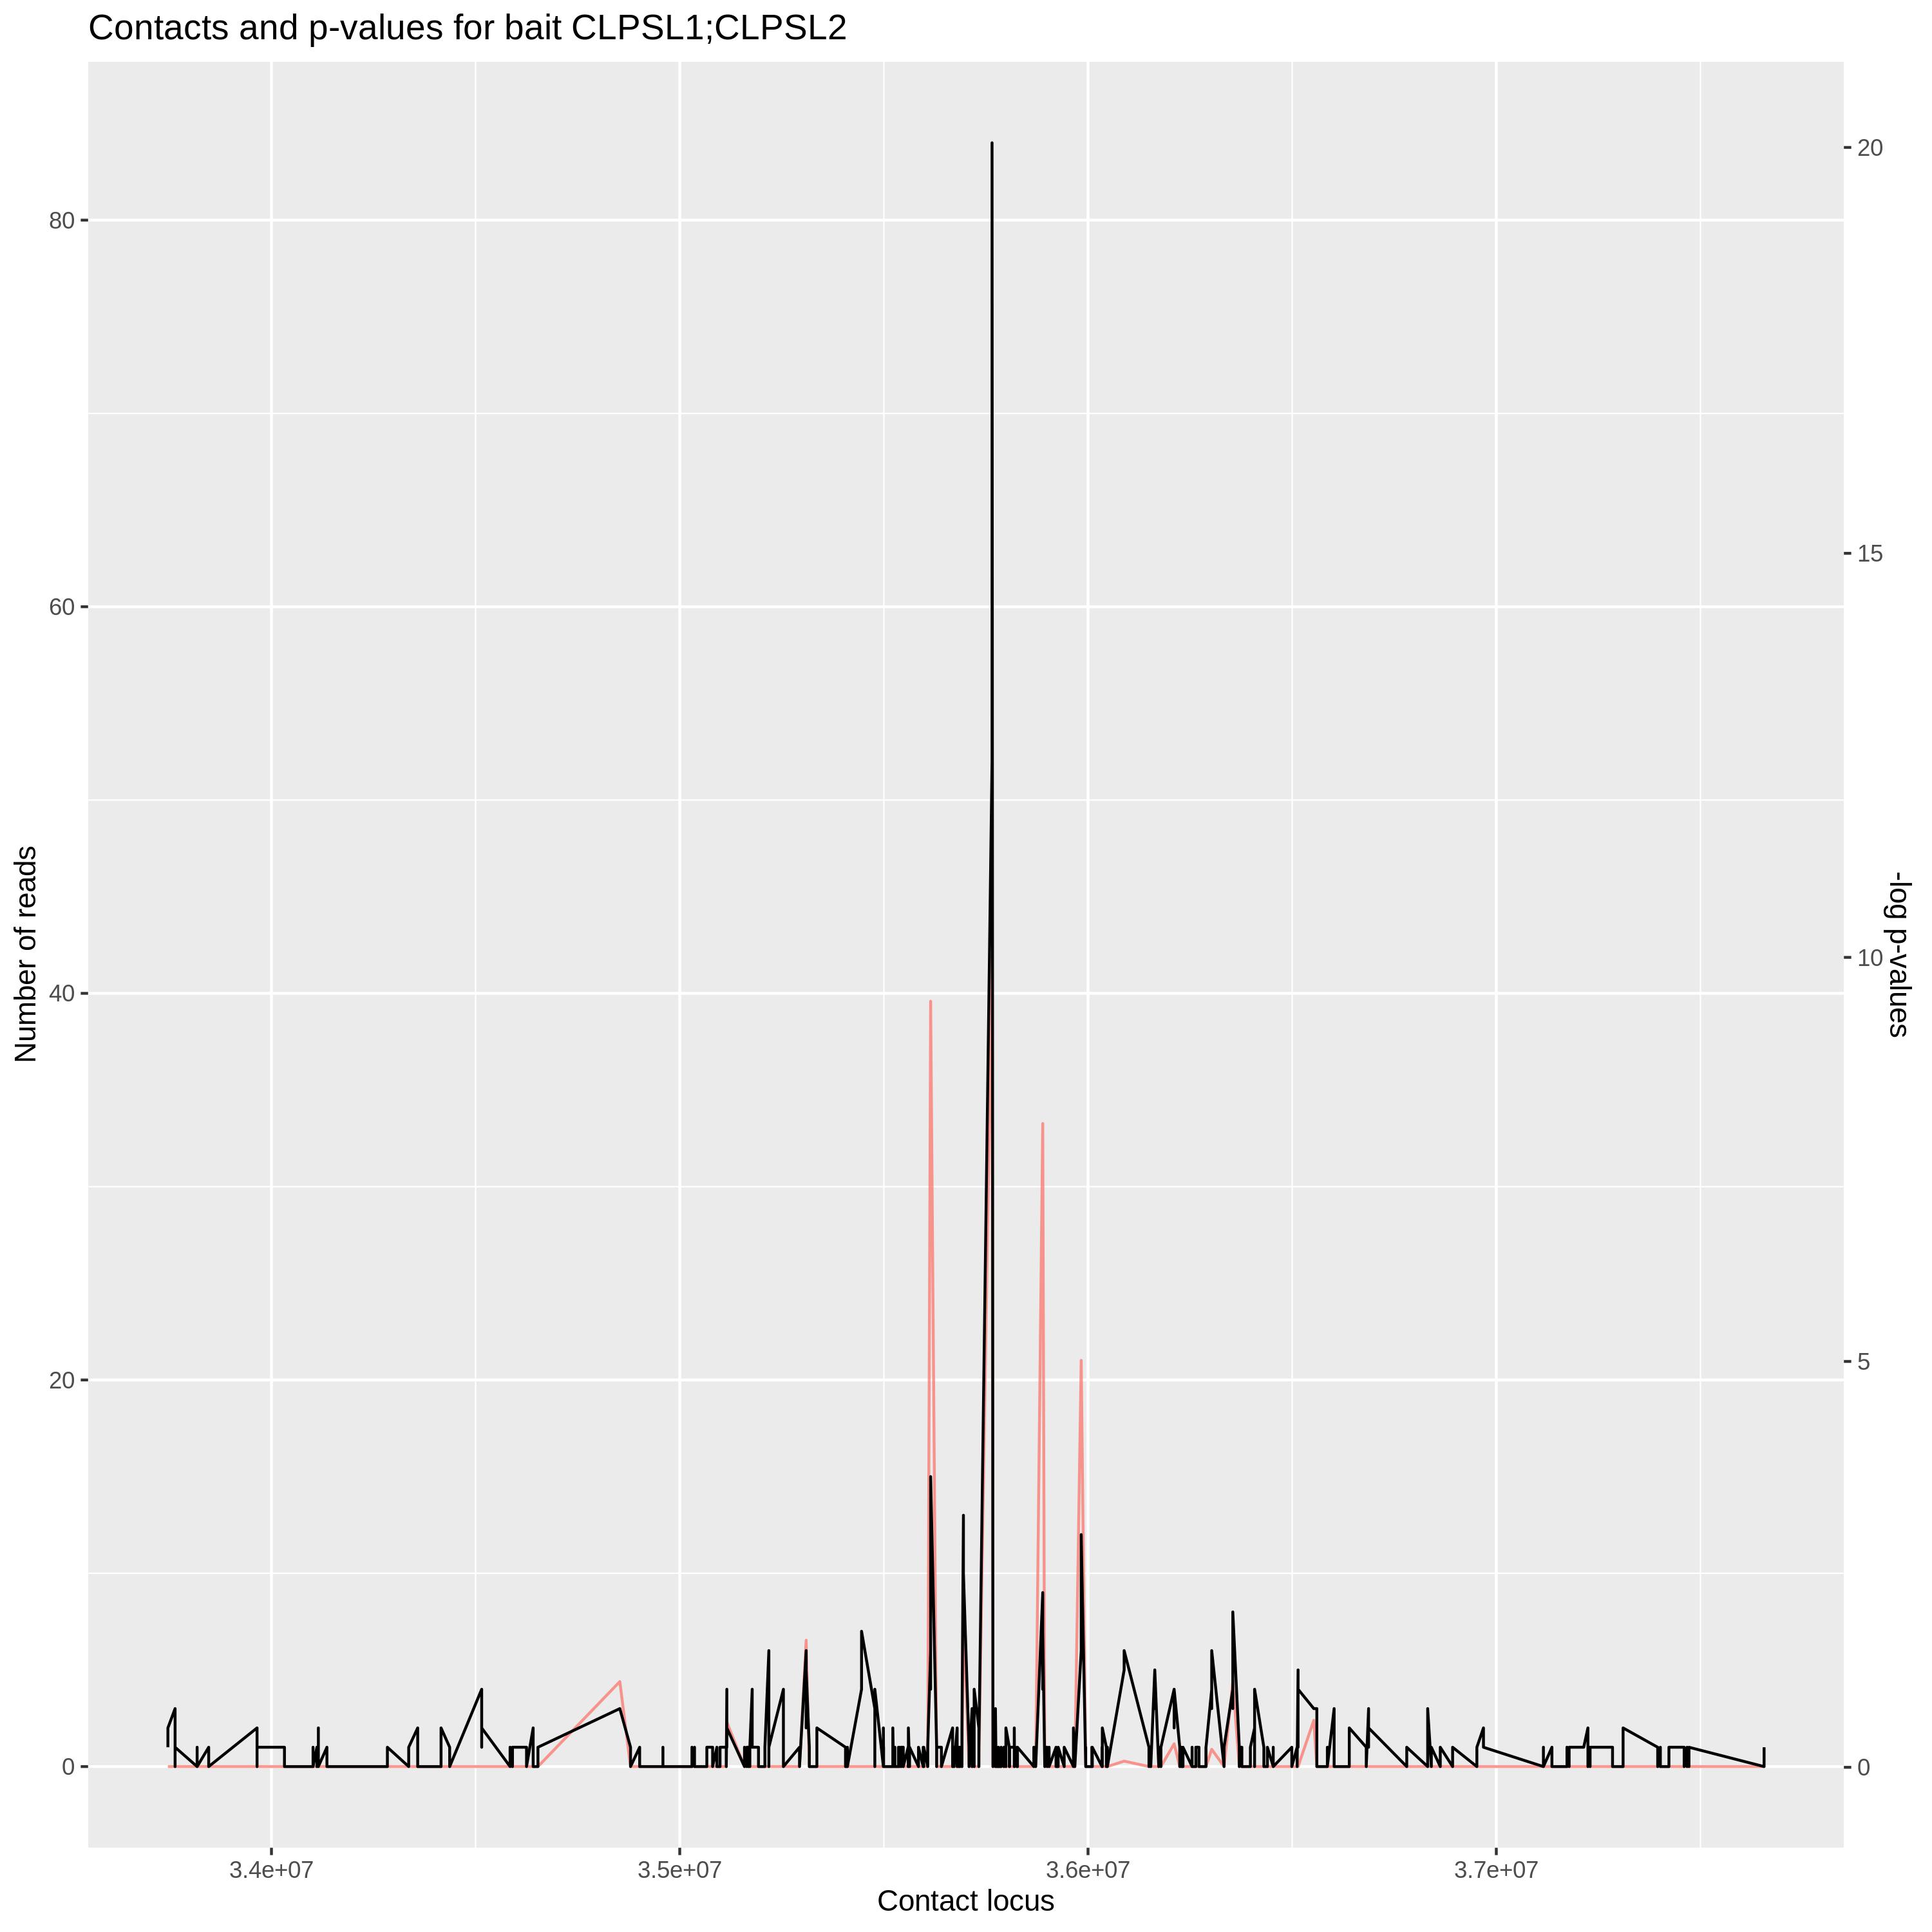 Contacts and p-values for bait CLPSL1;CLPSL2
80
60
40
20
0
Number of reads
20
15
10
5
0
-log p-values
3.4e+07
3.5e+07
3.6e+07
3.7e+07
Contact locus